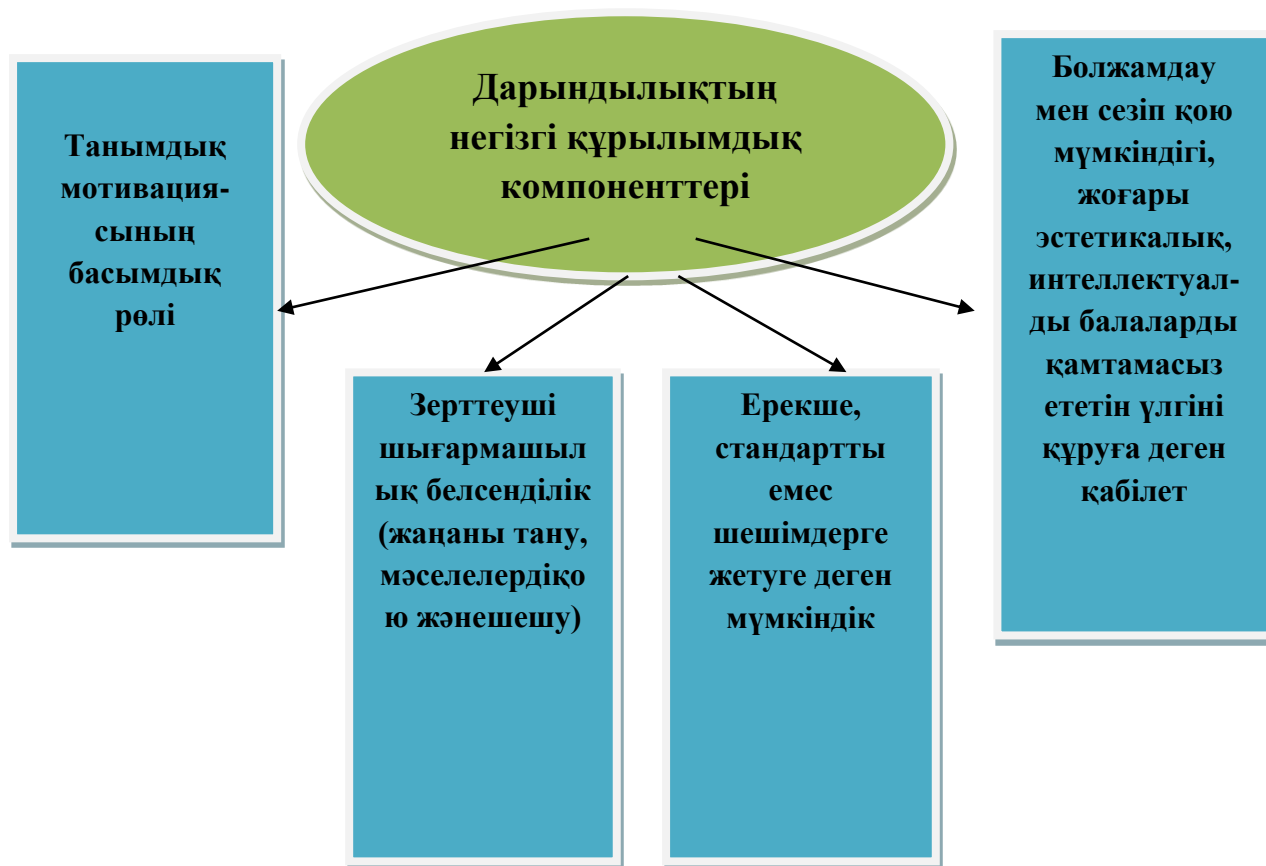 Дарындылықтың
негізгі құрылымдық
компоненттері
Танымдық
мотивация-
сының
басымдық
рөлі
Зерттеуші
шығармашыл
ық белсенділік
(жаңаны тану,
мәселелердіқо
ю жәнешешу)
Ерекше,
стандартты
емес
шешімдерге
жетуге деген
мүмкіндік
Болжамдау
мен сезіп қою
мүмкіндігі,
жоғары
эстетикалық,
интеллектуал-
ды балаларды
қамтамасыз
ететін үлгіні
құруға деген
қабілет